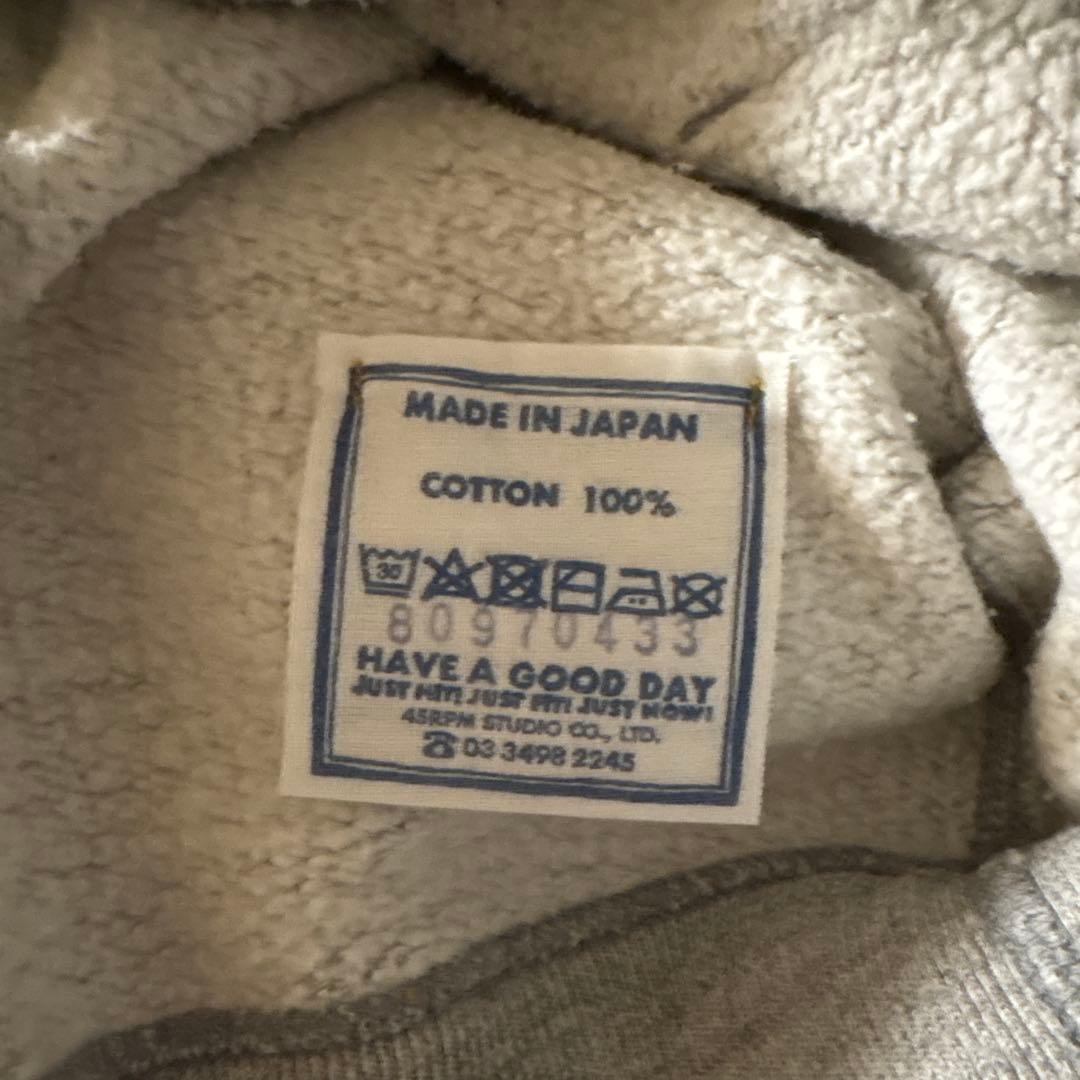 MADE IN JAPAN
COTTON 100%
30
80970433
HAVE A GOOD DAY
JUST HIT! JUST FIT! JUST NOW!
45RPM STUDIO CO., LTD.
☎03 3498 2245